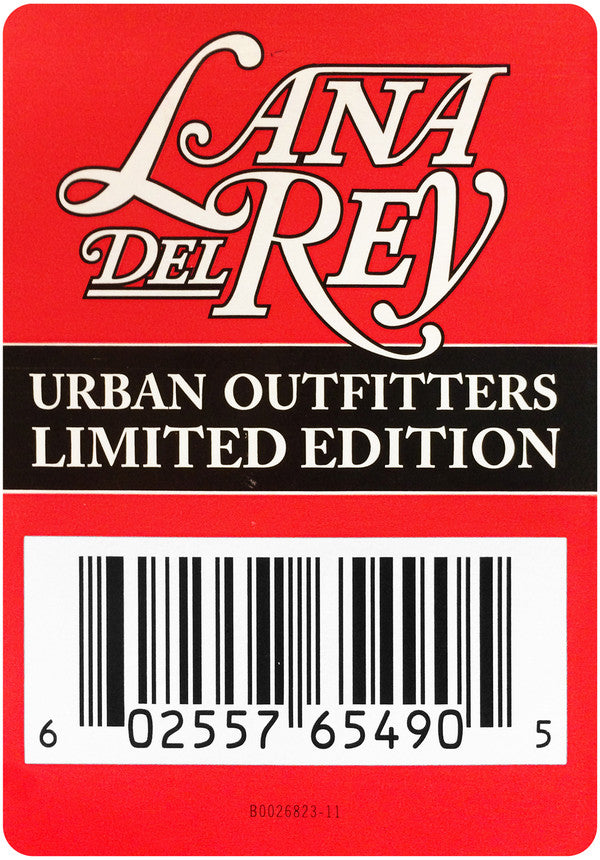 LANA
DEL REY
URBAN OUTFITTERS
LIMITED EDITION
6 02557 65490 5
B0026823-11